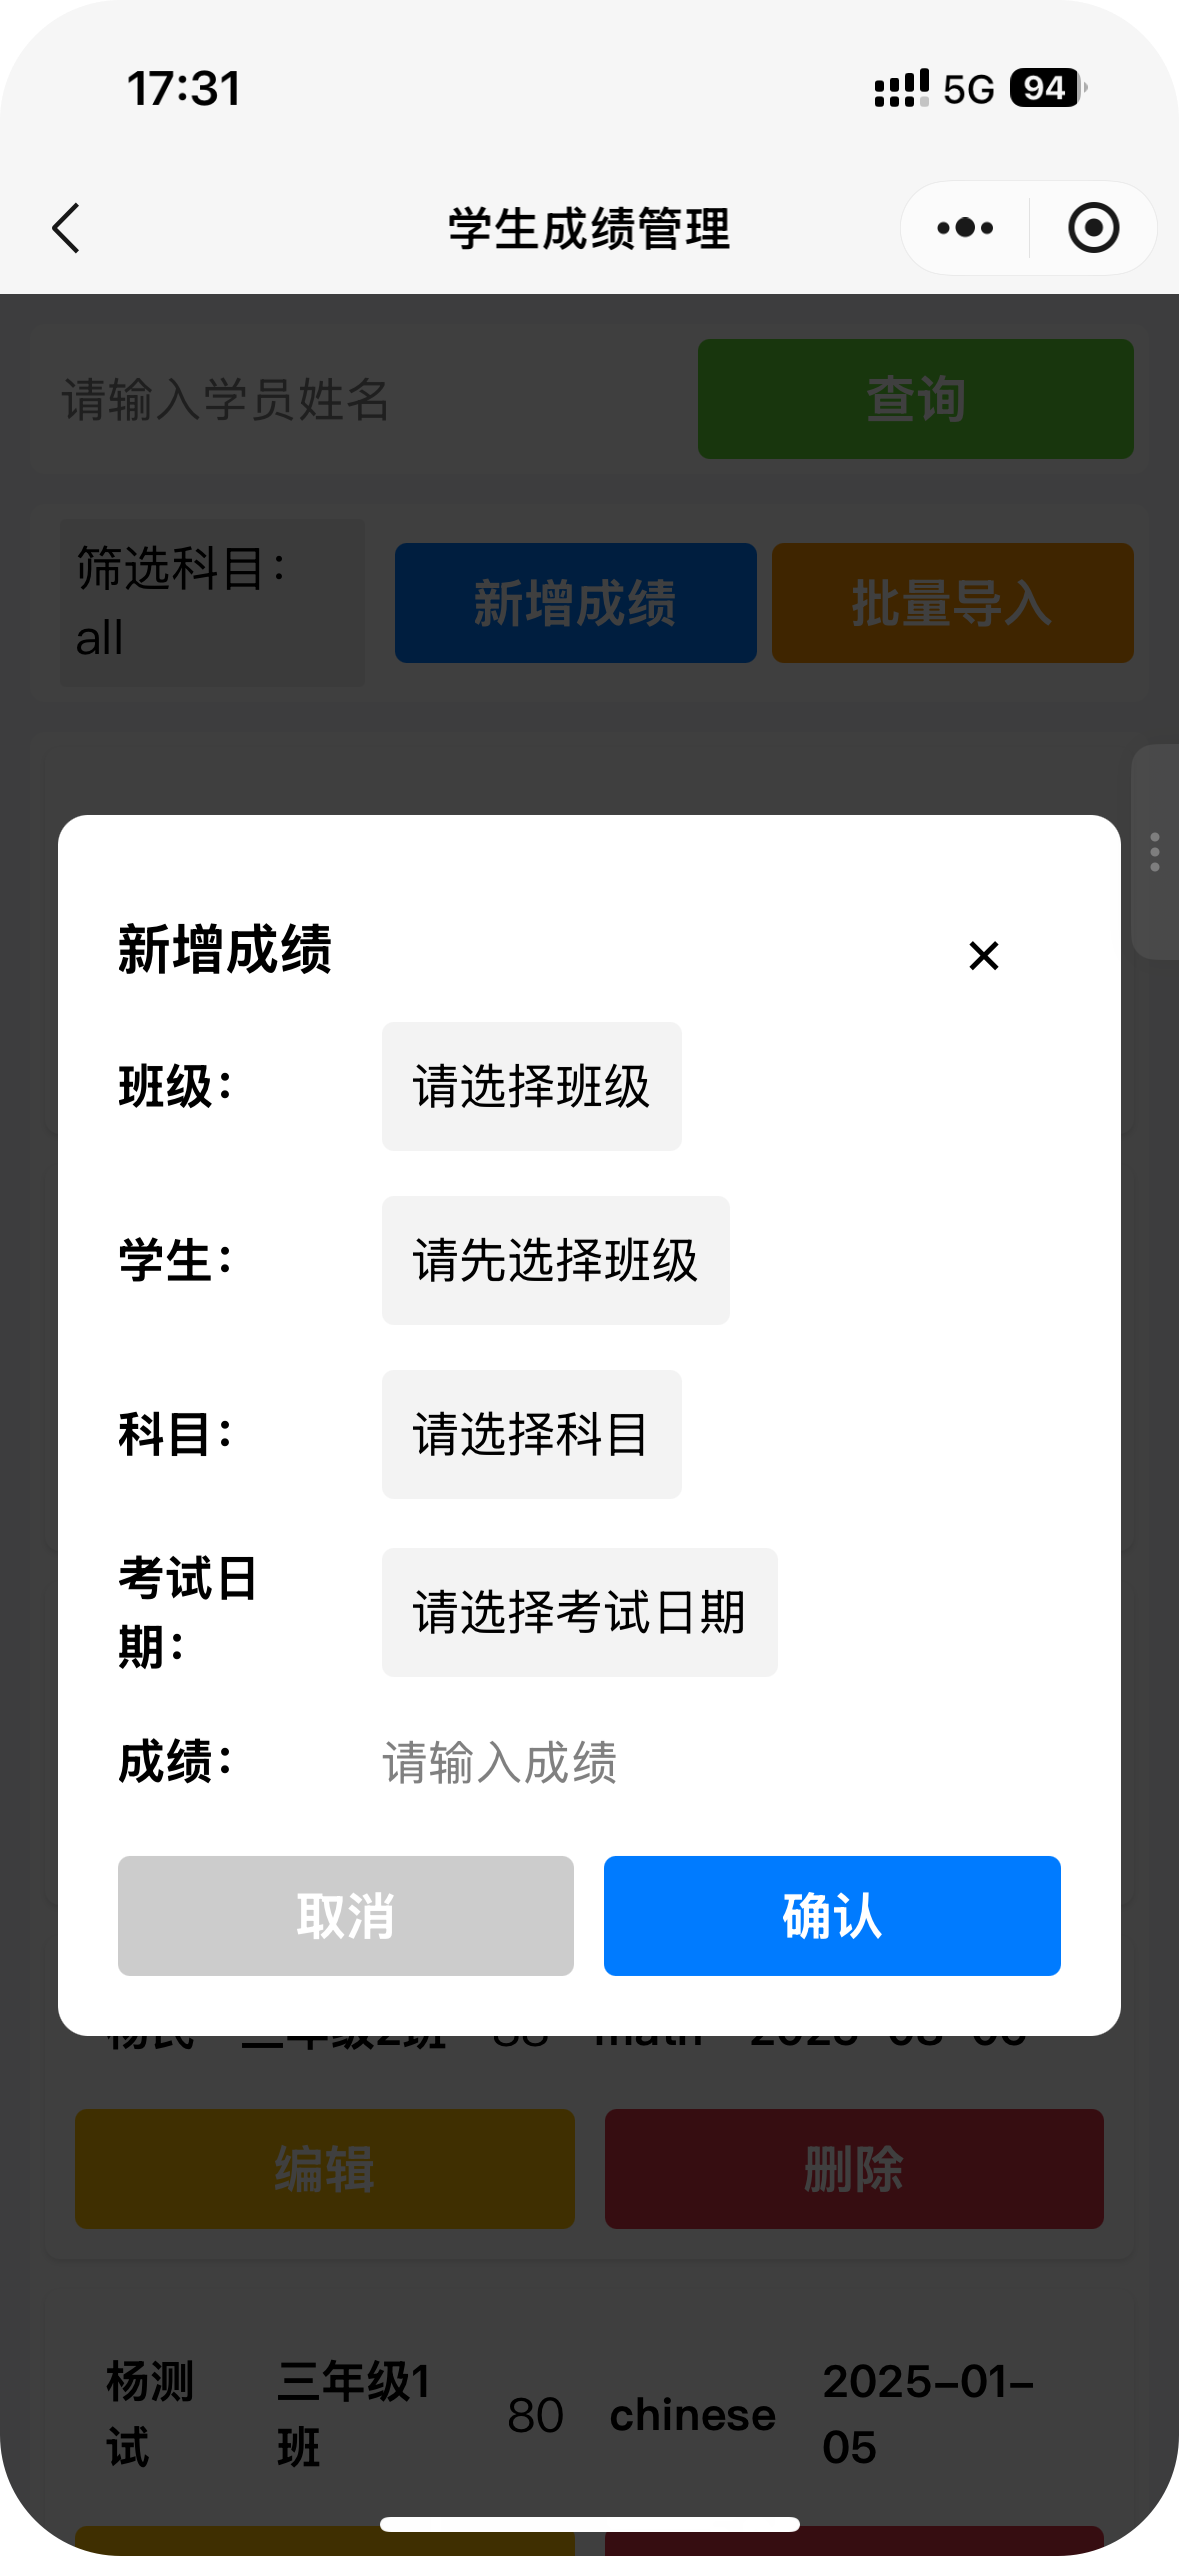 17:31
5G
94
学生成绩管理
请输入学员姓名
查询
筛选科目：
all
新增成绩
批量导入
新增成绩
×
班级：
请选择班级
学生：
请先选择班级
科目：
请选择科目
考试日
期：
请选择考试日期
成绩：
请输入成绩
取消
确认
编辑
删除
杨测
试
三年级1
班
80
chinese
2025-01-
05